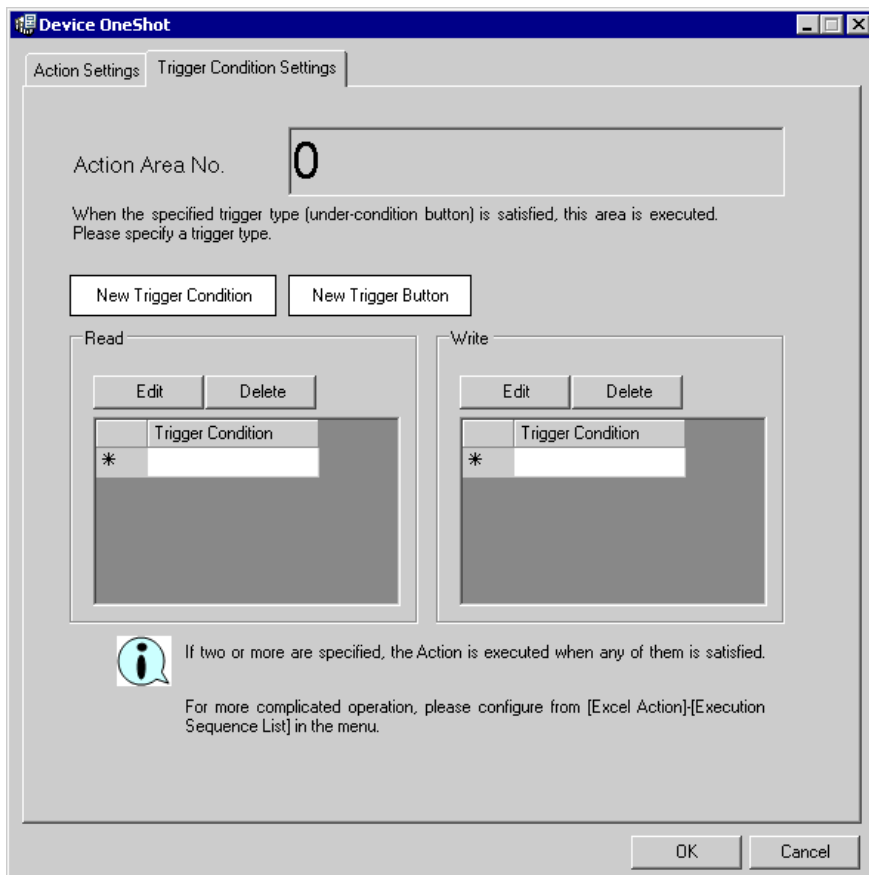 Device OneShot
Action Settings
Trigger Condition Settings
Action Area No.
0
When the specified trigger type (under-condition button) is satisfied, this area is executed.
Please specify a trigger type.
New Trigger Condition
New Trigger Button
Read
Write
Edit
Delete
Edit
Delete
Trigger Condition
Trigger Condition
*
*
If two or more are specified, the Action is executed when any of them is satisfied.
For more complicated operation, please configure from [Excel Action]-[Execution
Sequence List] in the menu.
OK
Cancel